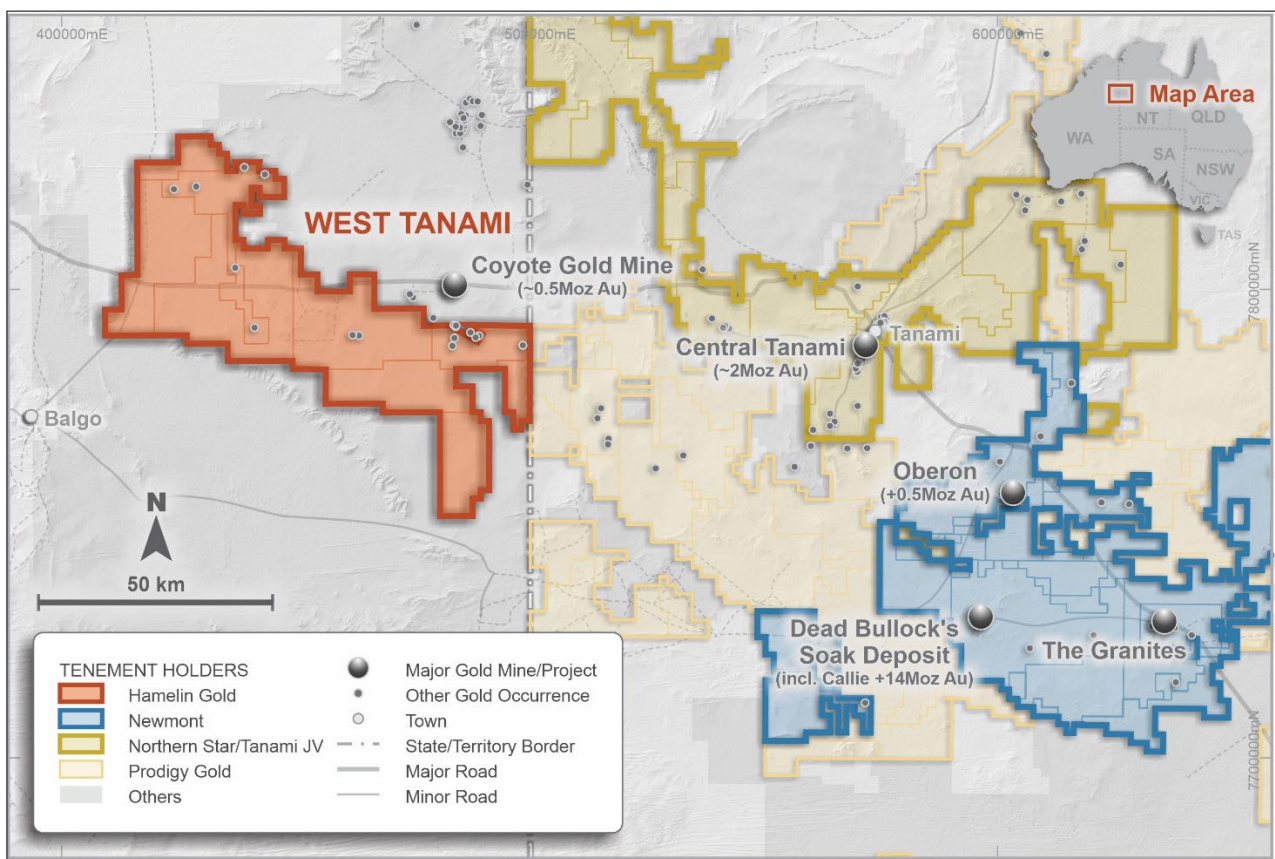 400000mE
500000mE
600000mE
Map Area
WA
NT
QLD
SA
NSW
VIC
TAS
WEST TANAMI
Coyote Gold Mine
(~0.5Moz Au)
7800000mN
Tanami
Central Tanami
(~2Moz Au)
Balgo
Oberon
(+0.5Moz Au)
N
50 km
Dead Bullock's
Soak Deposit
(incl. Callie +14Moz Au)
The Granites
7700000mN
TENEMENT HOLDERS
Hamelin Gold
Newmont
Northern Star/Tanami JV
Prodigy Gold
Others
Major Gold Mine/Project
Other Gold Occurrence
Town
State/Territory Border
Major Road
Minor Road